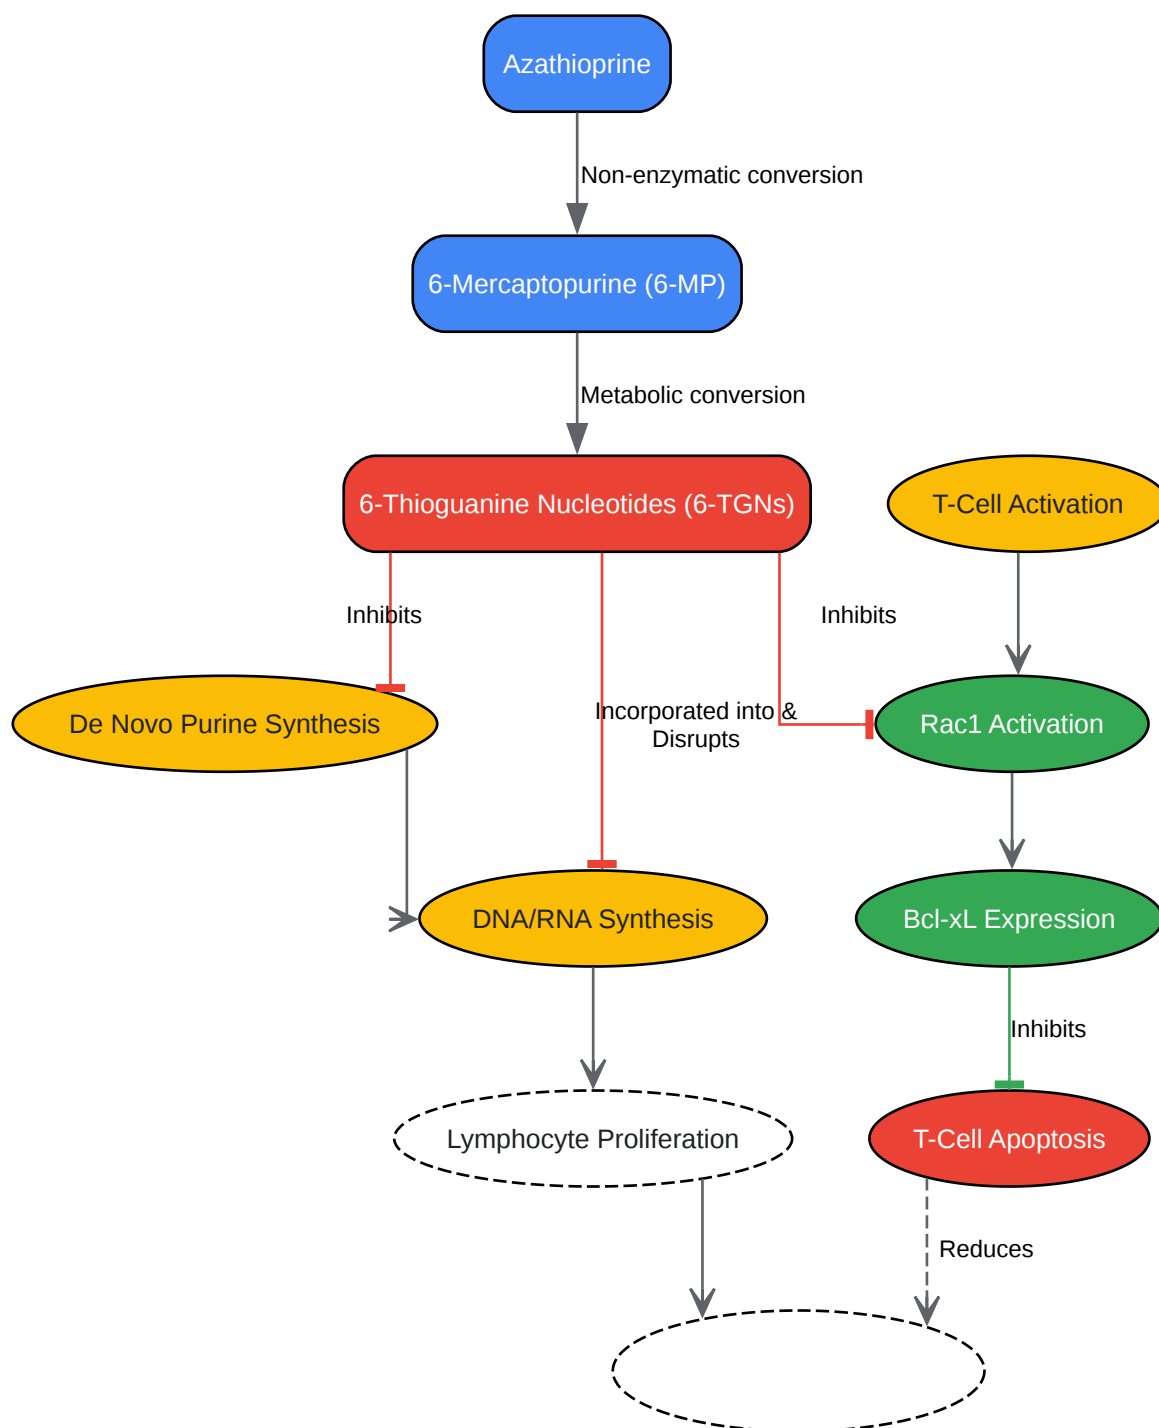 Azathioprine
Non-enzymatic conversion
6-Mercaptopurine (6-MP)
Metabolic conversion
6-Thioguanine Nucleotides (6-TGNs)
T-Cell Activation
Inhibits
Inhibits
De Novo Purine Synthesis
Incorporated into &
Disrupts
Rac1 Activation
DNA/RNA Synthesis
Bcl-xL Expression
Inhibits
Lymphocyte Proliferation
T-Cell Apoptosis
Reduces